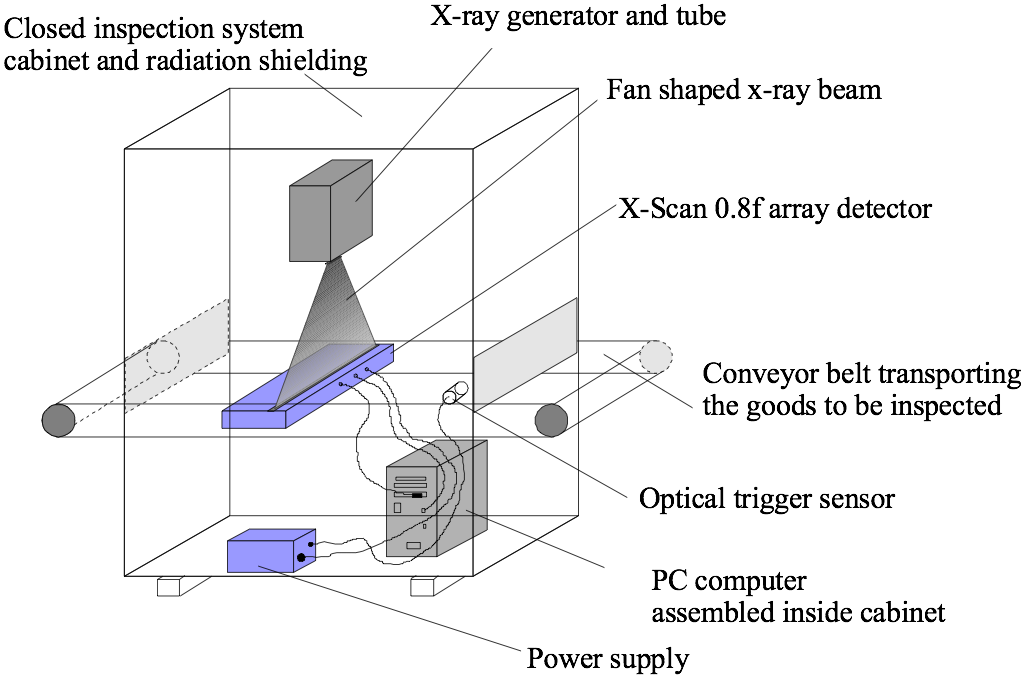 X-ray generator and tube
Closed inspection system
cabinet and radiation shielding
Fan shaped x-ray beam
X-Scan 0.8f array detector
Conveyor belt transporting
the goods to be inspected
Optical trigger sensor
PC computer
assembled inside cabinet
Power supply